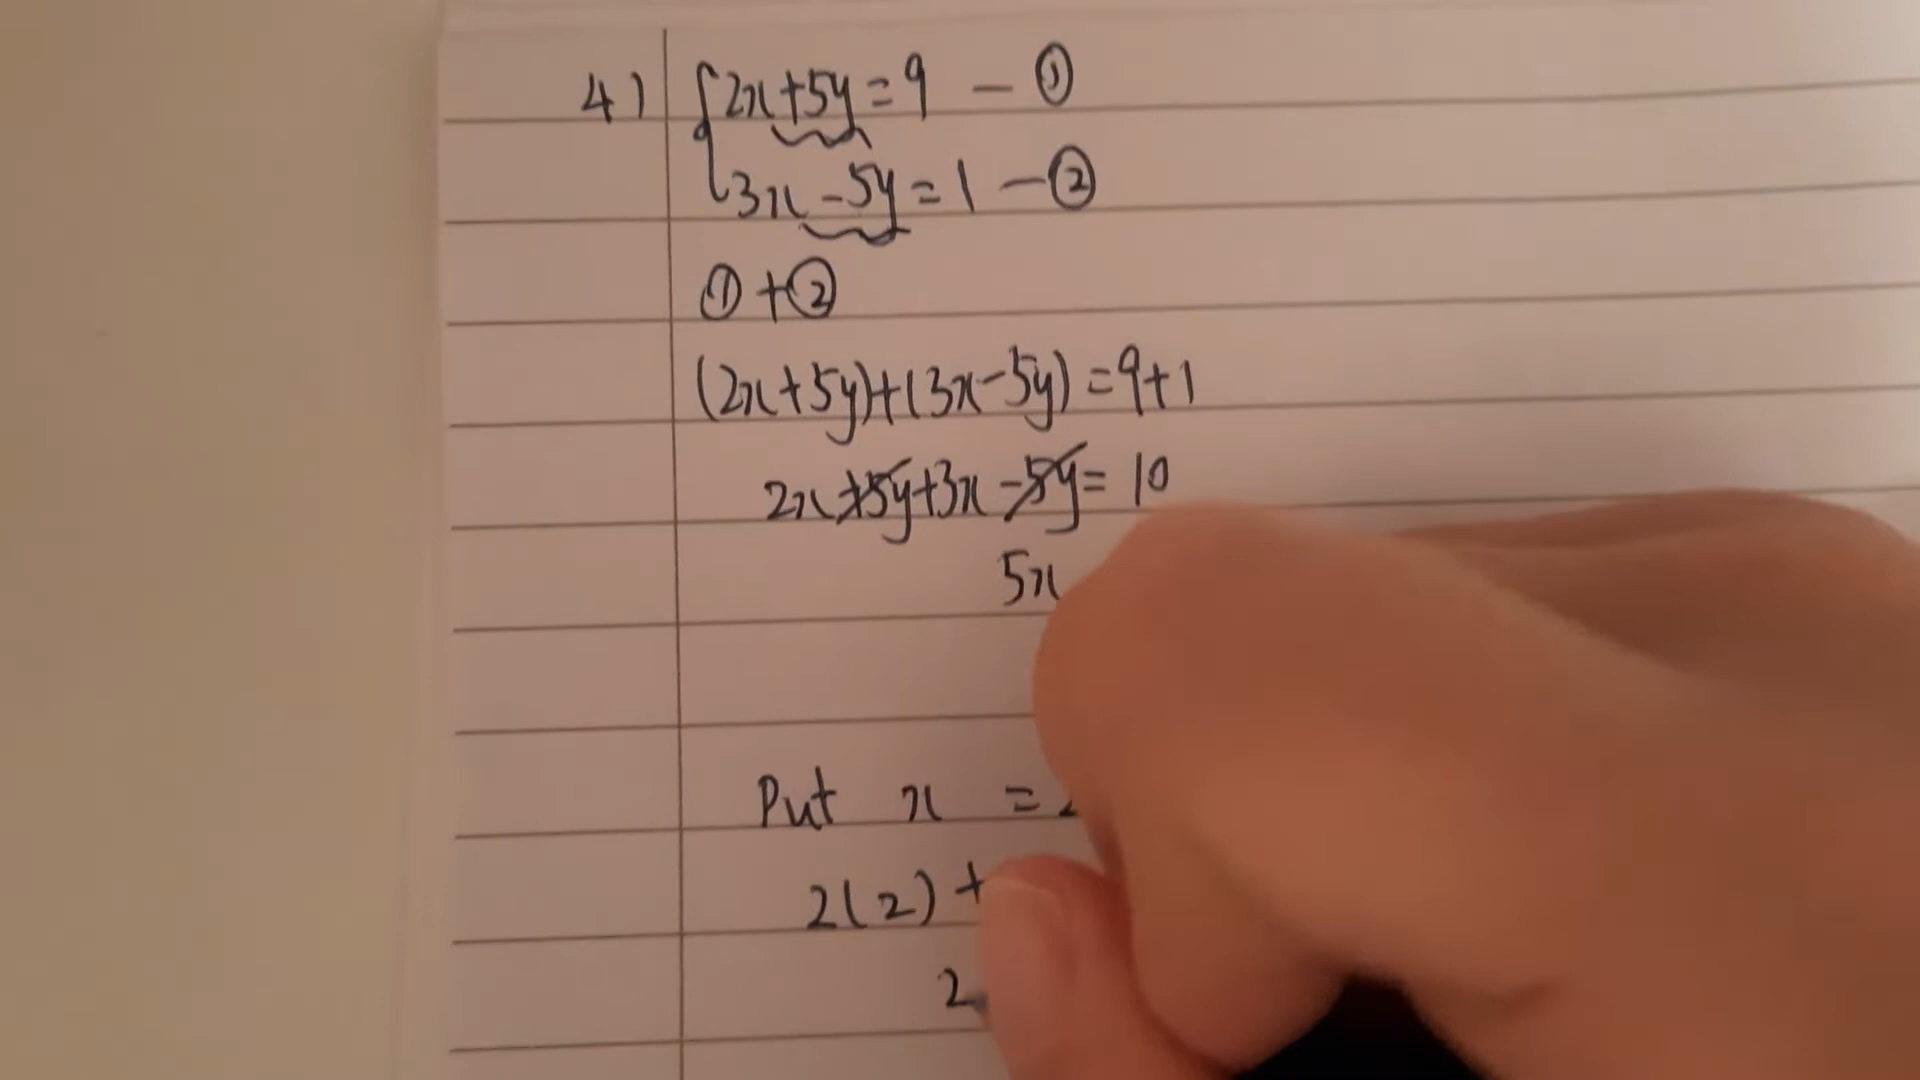 4) 2x+5y=9 — ①
3x-5y=1 — ②
①+②
(2x+5y)+(3x-5y)=9+1
2x+5y+3x-5y=10
5x
Put x =
2(2) +
2